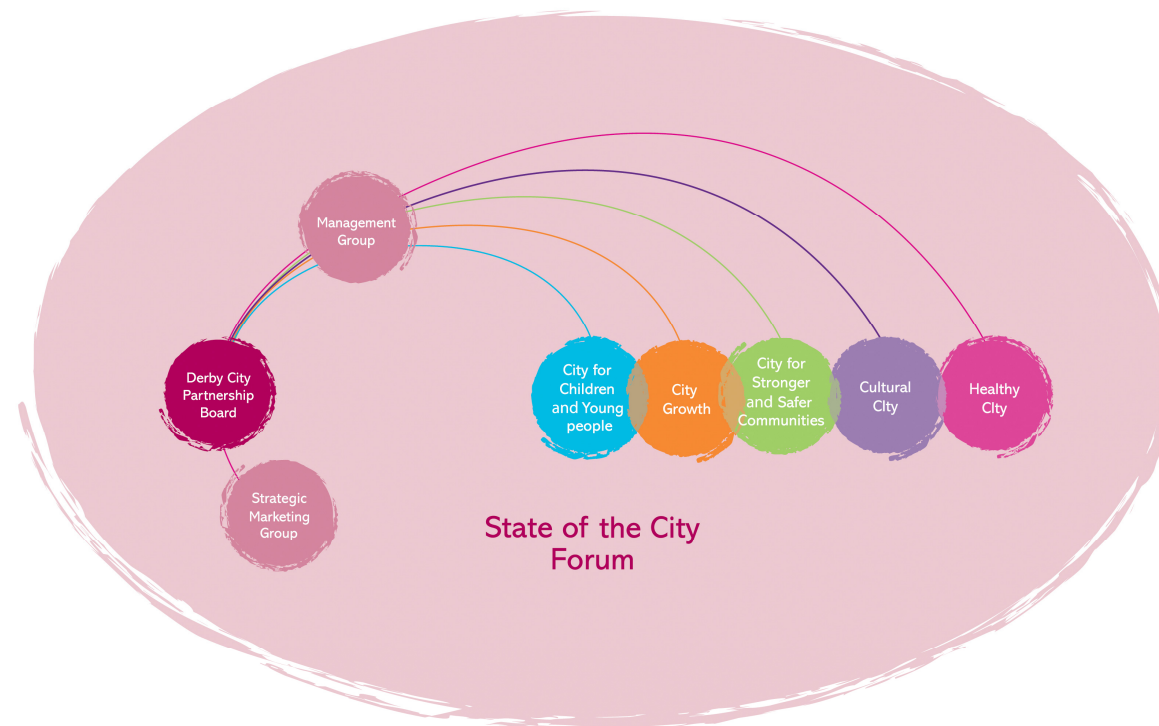 Management
Group
Derby City
Partnership
Board
City for
Children
and Young
people
City
Growth
City for
Stronger
and Safer
Communities
Cultural
CIty
Healthy
CIty
Strategic
Marketing
Group
State of the City
Forum